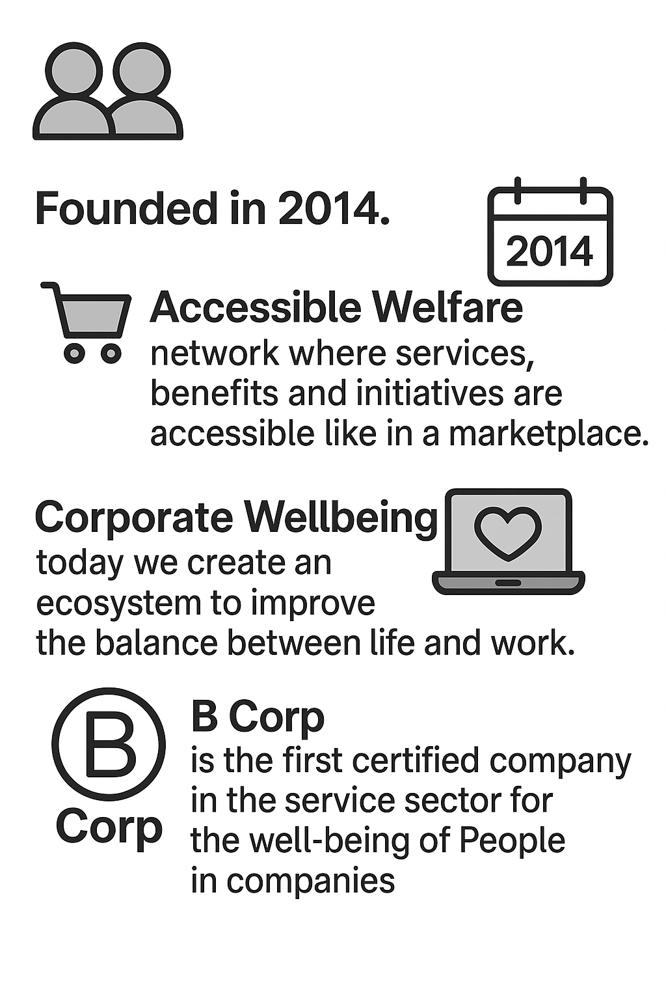 Founded in 2014.
2014
Accessible Welfare
network where services,
benefits and initiatives are
accessible like in a marketplace.
Corporate Wellbeing
today we create an
ecosystem to improve
the balance between life and work.
B
Corp
B Corp
is the first certified company
in the service sector for
the well-being of People
in companies